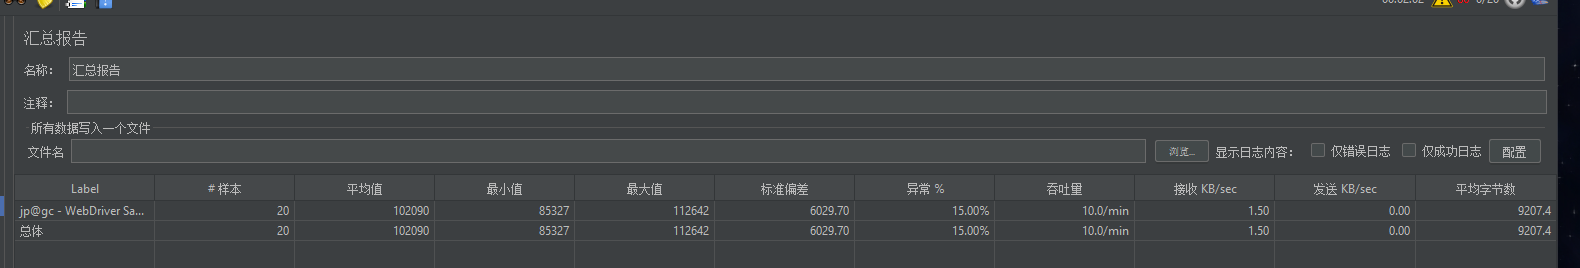 汇总报告
名称： 汇总报告
注释：
所有数据写入一个文件
文件名 浏览... 显示日志内容： 仅错误日志 仅成功日志 配置
Label # 样本 平均值 最小值 最大值 标准偏差 异常 % 吞吐量 接收 KB/sec 发送 KB/sec 平均字节数
jp@gc - WebDriver Sa... 20 102090 85327 112642 6029.70 15.00% 10.0/min 1.50 0.00 9207.4
总体 20 102090 85327 112642 6029.70 15.00% 10.0/min 1.50 0.00 9207.4